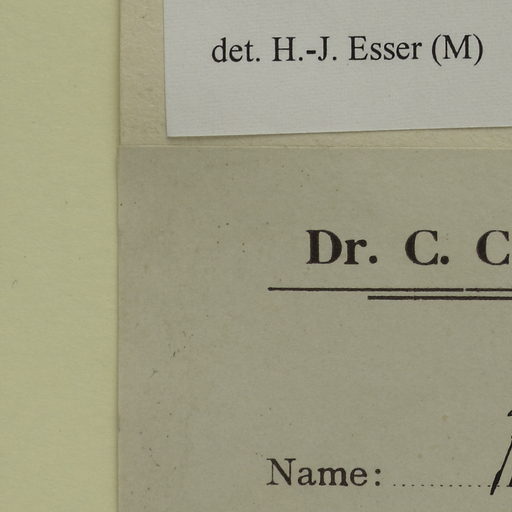 det. H.-J. Esser (M)
Dr. C. C
Name: